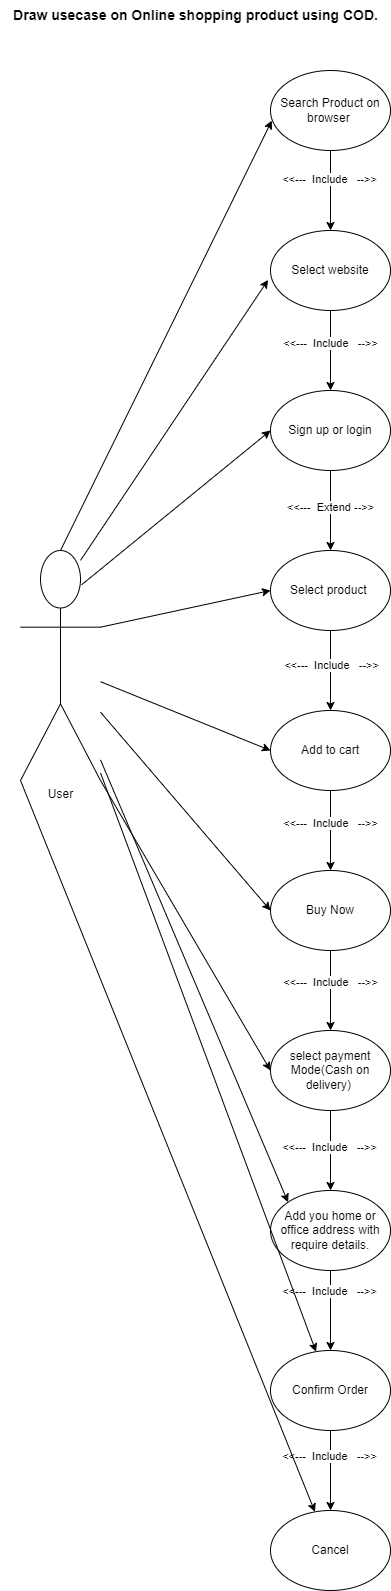 Draw usecase on Online shopping product using COD.
Search Product on
browser
<<--- Include -->>
Select website
<<--- Include -->>
Sign up or login
<<--- Extend -->>
Select product
<<--- Include -->>
Add to cart
User
<<--- Include -->>
Buy Now
<<--- Include -->>
select payment
Mode(Cash on
delivery)
<<--- Include -->>
Add you home or
office address with
require details.
<<--- Include -->>
Confirm Order
<<--- Include -->>
Cancel